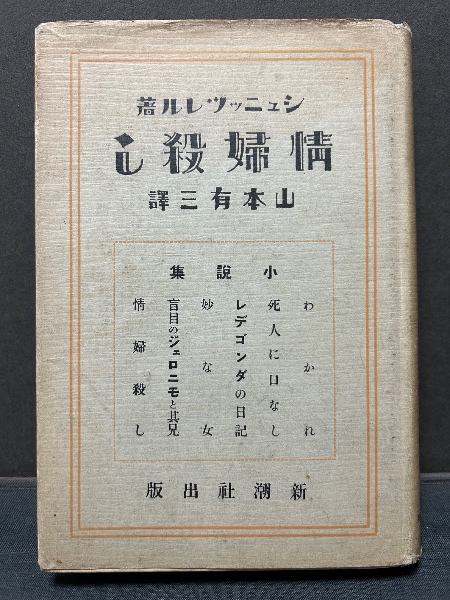 シュニッツレル著
情婦殺し
山本有三譯
小説集
わかれ
死人に口なし
レデゴンダの日記
妙な女
盲目のジェロニモと其兄
情婦殺し
新潮社出版